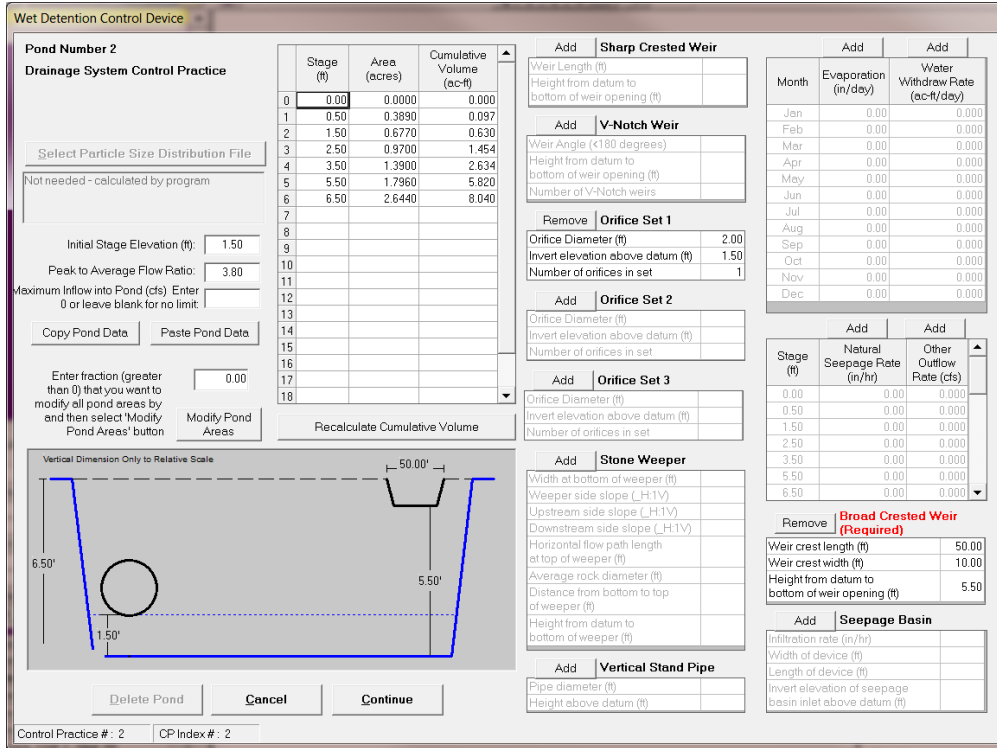 Wet Detention Control Device
Pond Number 2
Drainage System Control Practice
Select Particle Size Distribution File
Not needed - calculated by program
Initial Stage Elevation (ft): 1.50
Peak to Average Flow Ratio: 3.80
Maximum Inflow into Pond (cfs) Enter
0 or leave blank for no limit:
Copy Pond Data Paste Pond Data
Enter fraction (greater 0.00
than 0) that you want to
modify all pond areas by
and then select 'Modify
Pond Areas' button
Modify Pond
Areas
Stage
(ft)
Area
(acres)
Cumulative
Volume
(ac-ft)
0 0.00 0.0000 0.000
1 0.50 0.3890 0.097
2 1.50 0.6770 0.630
3 2.50 0.9700 1.454
4 3.50 1.3900 2.634
5 5.50 1.7960 5.820
6 6.50 2.6440 8.040
7
8
9
10
11
12
13
14
15
16
17
18
Recalculate Cumulative Volume
Vertical Dimension Only to Relative Scale
50.00'
6.50'
5.50'
1.50'
Delete Pond Cancel Continue
Control Practice #: 2 CP Index #: 2
Add Sharp Crested Weir
Weir Length (ft)
Height from datum to
bottom of weir opening (ft)
Add V-Notch Weir
Weir Angle (<180 degrees)
Height from datum to
bottom of weir opening (ft)
Number of V-Notch weirs
Remove Orifice Set 1
Orifice Diameter (ft) 2.00
Invert elevation above datum (ft) 1.50
Number of orifices in set 1
Add Orifice Set 2
Orifice Diameter (ft)
Invert elevation above datum (ft)
Number of orifices in set
Add Orifice Set 3
Orifice Diameter (ft)
Invert elevation above datum (ft)
Number of orifices in set
Add Stone Weeper
Width at bottom of weeper (ft)
Weeper side slope (_H:1V)
Upstream side slope (_H:1V)
Downstream side slope (_H:1V)
Horizontal flow path length
at top of weeper (ft)
Average rock diameter (ft)
Distance from bottom to top
of weeper (ft)
Height from datum to
bottom of weeper (ft)
Add Vertical Stand Pipe
Pipe diameter (ft)
Height above datum (ft)
Add Add
Month
Evaporation
(in/day)
Water
Withdraw Rate
(ac-ft/day)
Jan 0.00 0.000
Feb 0.00 0.000
Mar 0.00 0.000
Apr 0.00 0.000
May 0.00 0.000
Jun 0.00 0.000
Jul 0.00 0.000
Aug 0.00 0.000
Sep 0.00 0.000
Oct 0.00 0.000
Nov 0.00 0.000
Dec 0.00 0.000
Add Add
Stage
(ft)
Natural
Seepage Rate
(in/hr)
Other
Outflow
Rate (cfs)
0.00 0.00 0.000
0.50 0.00 0.000
1.50 0.00 0.000
2.50 0.00 0.000
3.50 0.00 0.000
5.50 0.00 0.000
6.50 0.00 0.000
Remove Broad Crested Weir
(Required)
Weir crest length (ft) 50.00
Weir crest width (ft) 10.00
Height from datum to
bottom of weir opening (ft) 5.50
Add Seepage Basin
Infiltration rate (in/hr)
Width of device (ft)
Length of device (ft)
Invert elevation of seepage
basin inlet above datum (ft)